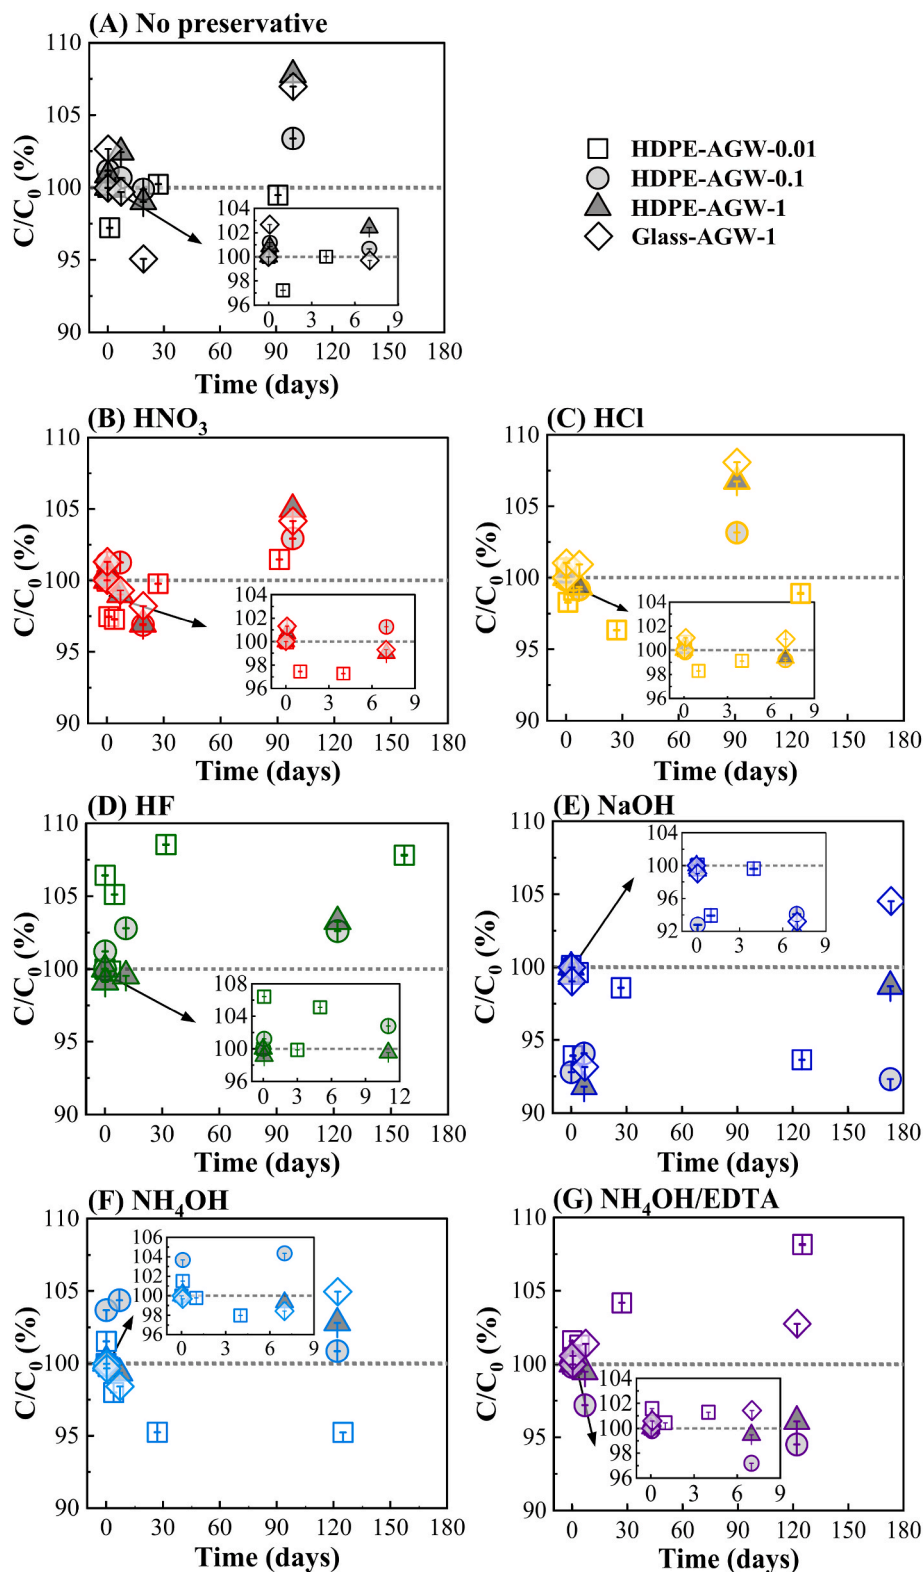 (A) No preservative
110
105
100
95
90
C/C₀ (%)
104
102
100
98
96
0 3 6 9
0 30 60 90 120 150 180
Time (days)
HDPE-AGW-0.01
HDPE-AGW-0.1
HDPE-AGW-1
Glass-AGW-1
(B) HNO₃
110
105
100
95
90
C/C₀ (%)
104
102
100
98
96
0 3 6 9
0 30 60 90 120 150 180
Time (days)
(C) HCl
110
105
100
95
90
C/C₀ (%)
104
102
100
98
96
0 3 6 9
0 30 60 90 120 150 180
Time (days)
(D) HF
110
105
100
95
90
C/C₀ (%)
108
104
100
96
0 3 6 9 12
0 30 60 90 120 150 180
Time (days)
(E) NaOH
110
105
100
95
90
C/C₀ (%)
104
100
96
92
0 3 6 9
0 30 60 90 120 150 180
Time (days)
(F) NH₄OH
110
105
100
95
90
C/C₀ (%)
106
104
102
100
98
96
0 3 6 9
0 30 60 90 120 150 180
Time (days)
(G) NH₄OH/EDTA
110
105
100
95
90
C/C₀ (%)
104
102
100
98
96
0 3 6 9
0 30 60 90 120 150 180
Time (days)